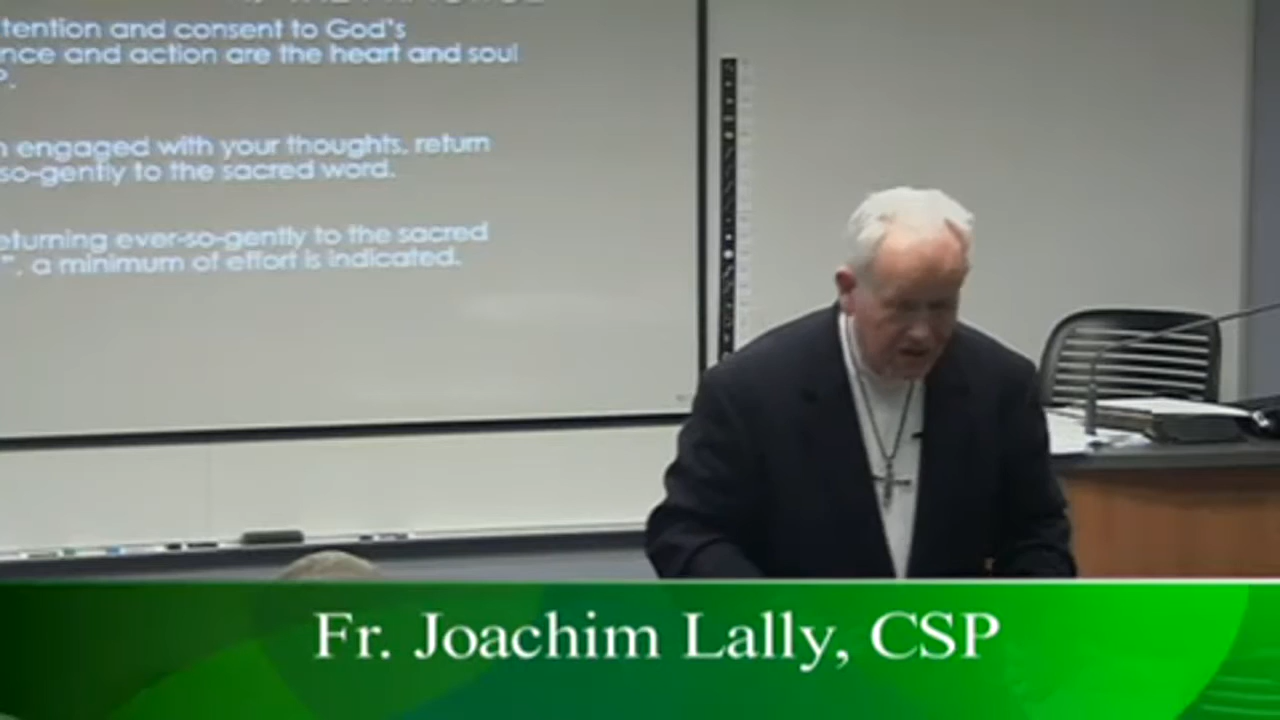 tention and consent to God's
nce and action are the heart and soul
P.
engaged with your thoughts, return
so-gently to the sacred word.
eturning ever-so-gently to the sacred
", a minimum of effort is indicated.
Fr. Joachim Lally, CSP